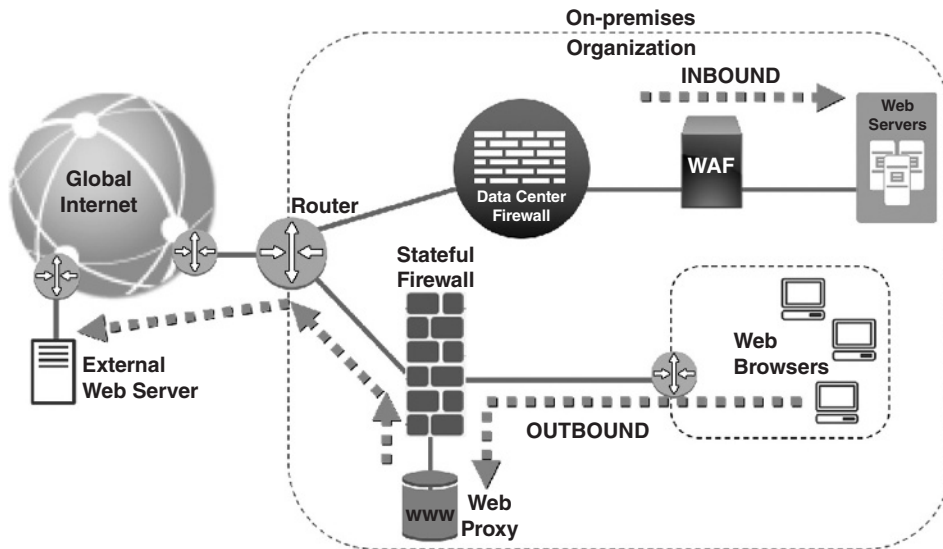 On-premises
Organization
INBOUND
Web
Servers
WAF
Global
Internet
Data Center
Firewall
Router
Stateful
Firewall
External
Web Server
Web
Browsers
OUTBOUND
WWW
Web
Proxy